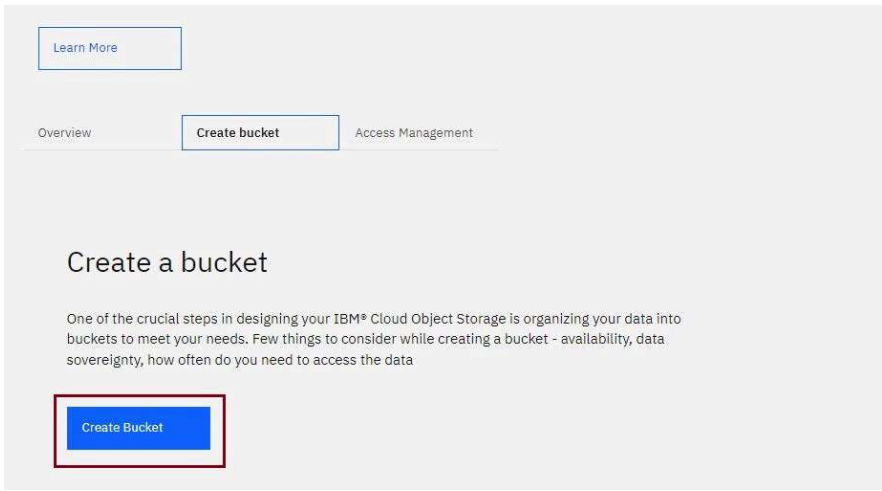 Learn More
Overview
Create bucket
Access Management
Create a bucket
One of the crucial steps in designing your IBM® Cloud Object Storage is organizing your data into
buckets to meet your needs. Few things to consider while creating a bucket - availability, data
sovereignty, how often do you need to access the data
Create Bucket